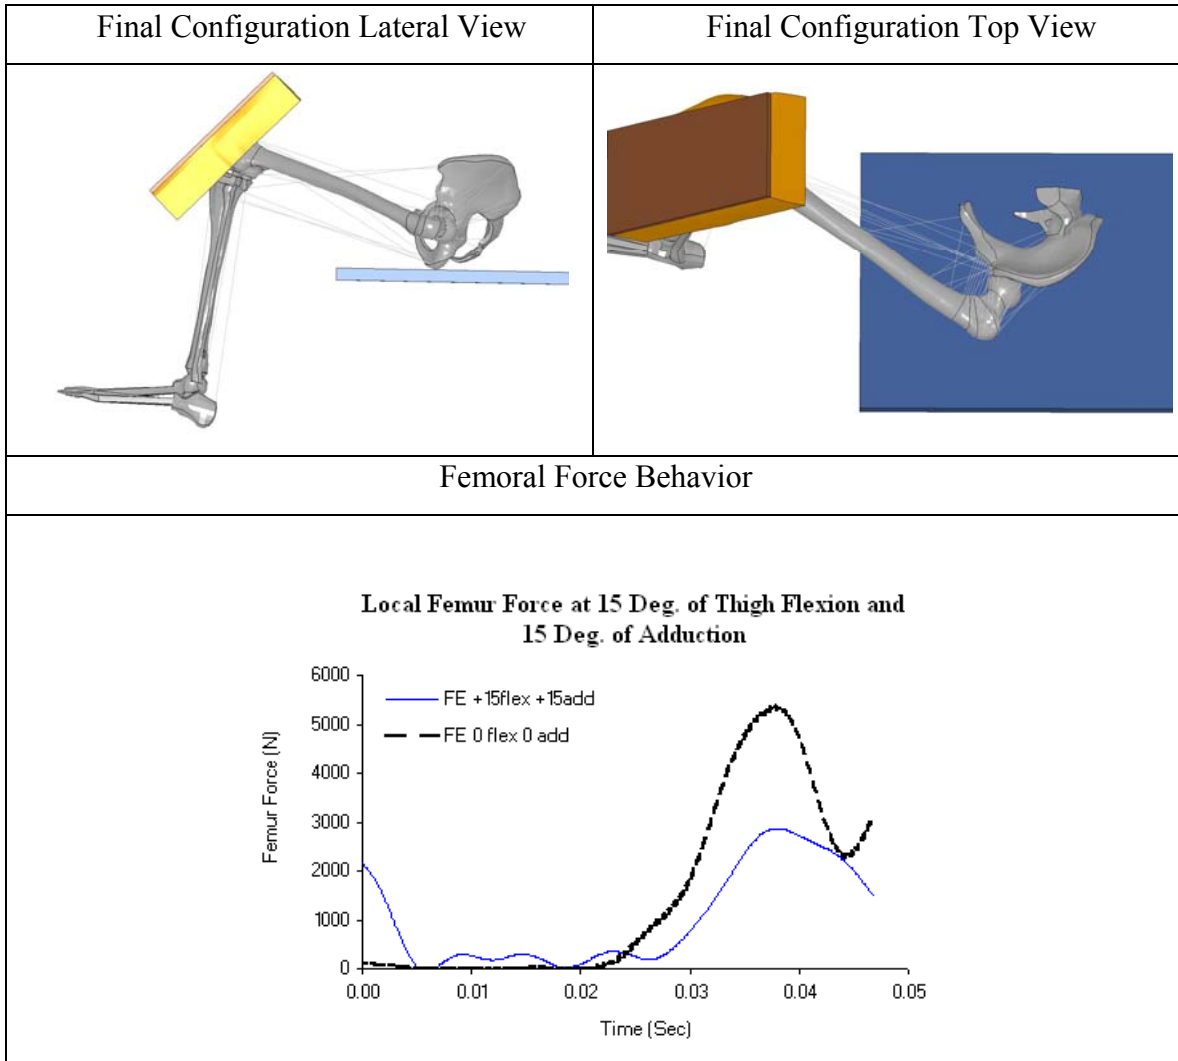 Final Configuration Lateral View
Final Configuration Top View
Femoral Force Behavior
Local Femur Force at 15 Deg. of Thigh Flexion and
15 Deg. of Adduction
6000
5000
4000
3000
2000
1000
0
FE +15flex +15add
FE 0 flex 0 add
Femur Force (N)
0.00
0.01
0.02
0.03
0.04
0.05
Time (Sec)